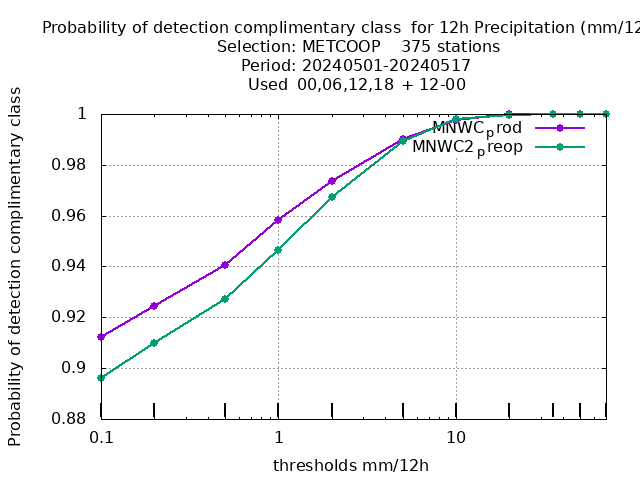 Probability of detection complimentary class for 12h Precipitation (mm/12
Selection: METCOOP 375 stations
Period: 20240501-20240517
Used 00,06,12,18 + 12-00
Probability of detection complimentary class
1
0.98
0.96
0.94
0.92
0.9
0.88
MNWCprod
MNWC2preop
0.1 1 10
thresholds mm/12h